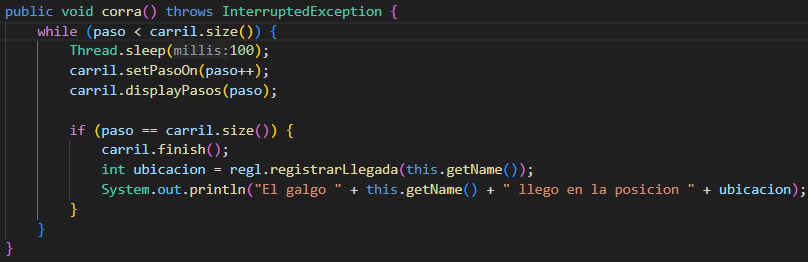 public void corra() throws InterruptedException {
    while (paso < carril.size()) {
        Thread.sleep(millis:100);
        carril.setPasoOn(paso++);
        carril.displayPasos(paso);

        if (paso == carril.size()) {
            carril.finish();
            int ubicacion = regl.registrarLlegada(this.getName());
            System.out.println("El galgo " + this.getName() + " llego en la posicion " + ubicacion);
        }
    }
}